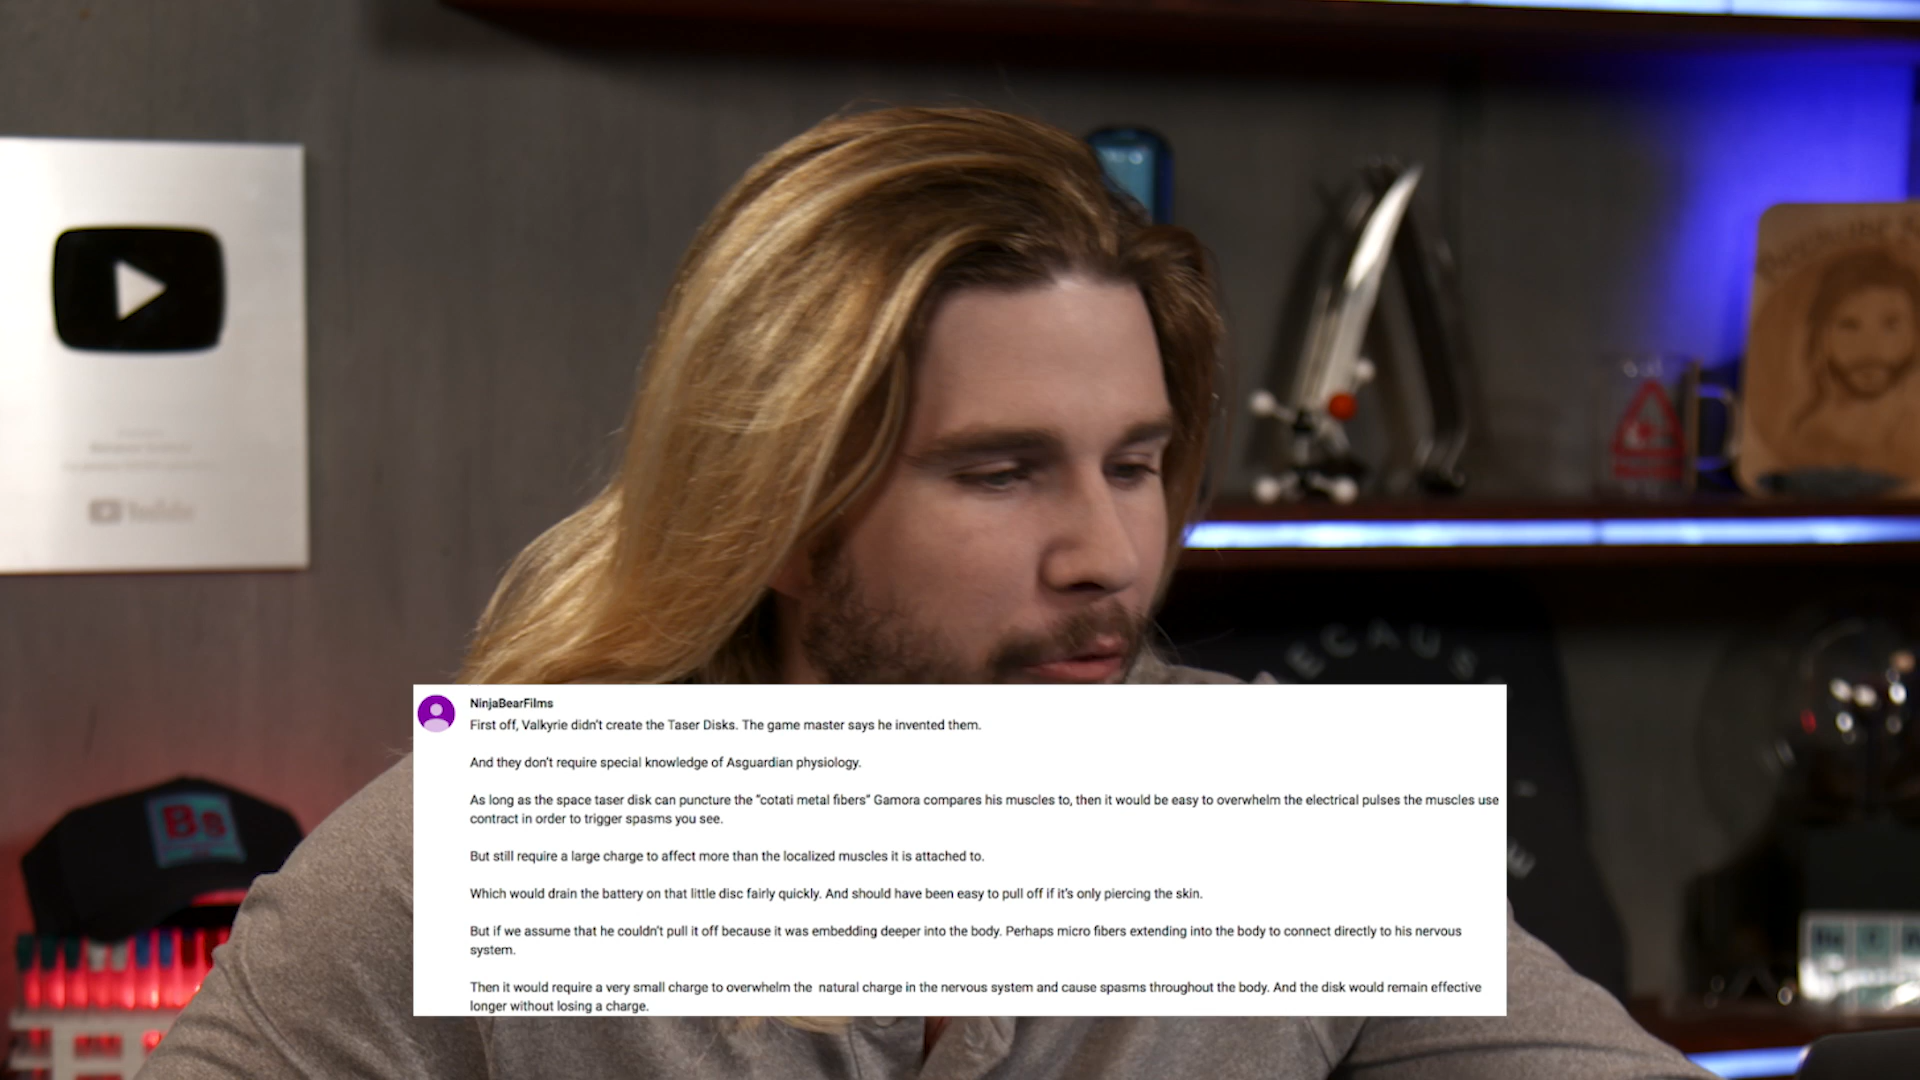 NinjaBearFilms
First off, Valkyrie didn't create the Taser Disks. The game master says he invented them.
And they don't require special knowledge of Asguardian physiology.
As long as the space taser disk can puncture the "cotati metal fibers" Gamora compares his muscles to, then it would be easy to overwhelm the electrical pulses the muscles use
contract in order to trigger spasms you see.
But still require a large charge to affect more than the localized muscles it is attached to.
Which would drain the battery on that little disc fairly quickly. And should have been easy to pull off if it's only piercing the skin.
But if we assume that he couldn't pull it off because it was embedding deeper into the body. Perhaps micro fibers extending into the body to connect directly to his nervous
system.
Then it would require a very small charge to overwhelm the natural charge in the nervous system and cause spasms throughout the body. And the disk would remain effective
longer without losing a charge.
Bs
ECAUS
YouTube